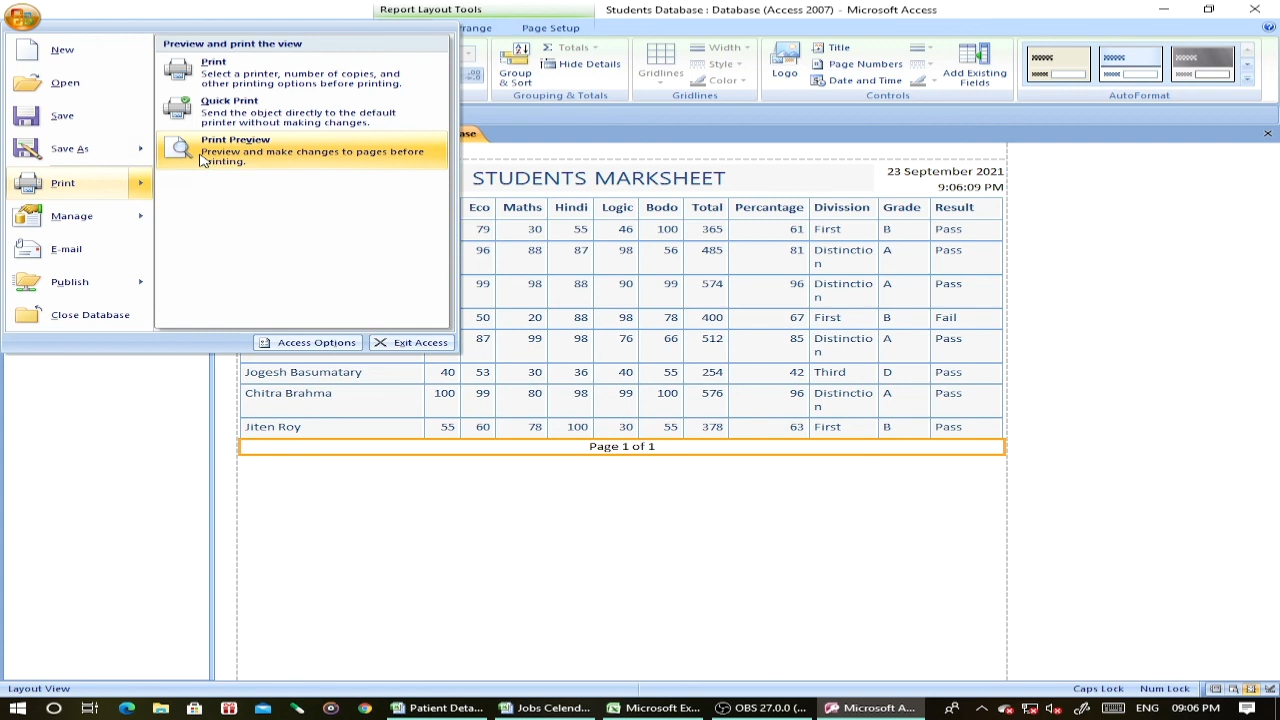 Report Layout Tools
Students Database : Database (Access 2007) - Microsoft Access
Page Setup
New
Open
Save
Save As
Print
Manage
E-mail
Publish
Close Database
Preview and print the view
Print
Select a printer, number of copies, and
other printing options before printing.
Quick Print
Send the object directly to the default
printer without making changes.
Print Preview
Preview and make changes to pages before
Access Options
Exit Access
Group
& Sort
Totals
Hide Details
Grouping & Totals
Gridlines
Width
Style
Color
Gridlines
Logo
Title
Page Numbers
Date and Time
Add Existing
Fields
Controls
AutoFormat
STUDENTS MARKSHEET
23 September 2021
9:06:09 PM
Eco Maths Hindi Logic Bodo Total Percantage Divission Grade Result
79 30 55 46 100 365 61 First B Pass
96 88 87 98 56 485 81 Distinctio A Pass
n
99 98 88 90 99 574 96 Distinctio A Pass
n
50 20 88 98 78 400 67 First B Fail
87 99 98 76 66 512 85 Distinctio A Pass
n
Jogesh Basumatary 40 53 30 36 40 55 254 42 Third D Pass
Chitra Brahma 100 99 80 98 99 100 576 96 Distinctio A Pass
n
Jiten Roy 55 60 78 100 30 55 378 63 First B Pass
Page 1 of 1
Layout View
Caps Lock Num Lock
Patient Deta...
Jobs Celend...
Microsoft Ex...
OBS 27.0.0 (...
Microsoft A...
ENG
09:06 PM